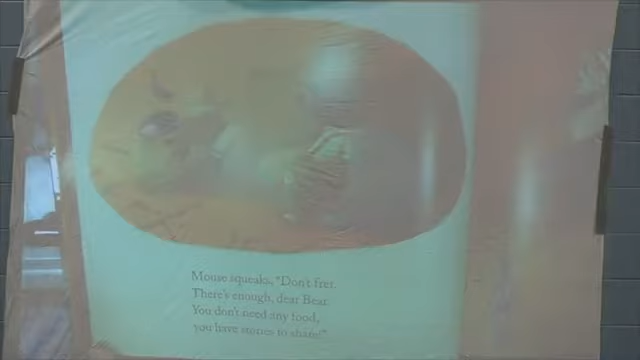 Mouse squeaks, "Don't fret.
There's enough, dear Bear.
You don't need any food,
you have stories to share!"